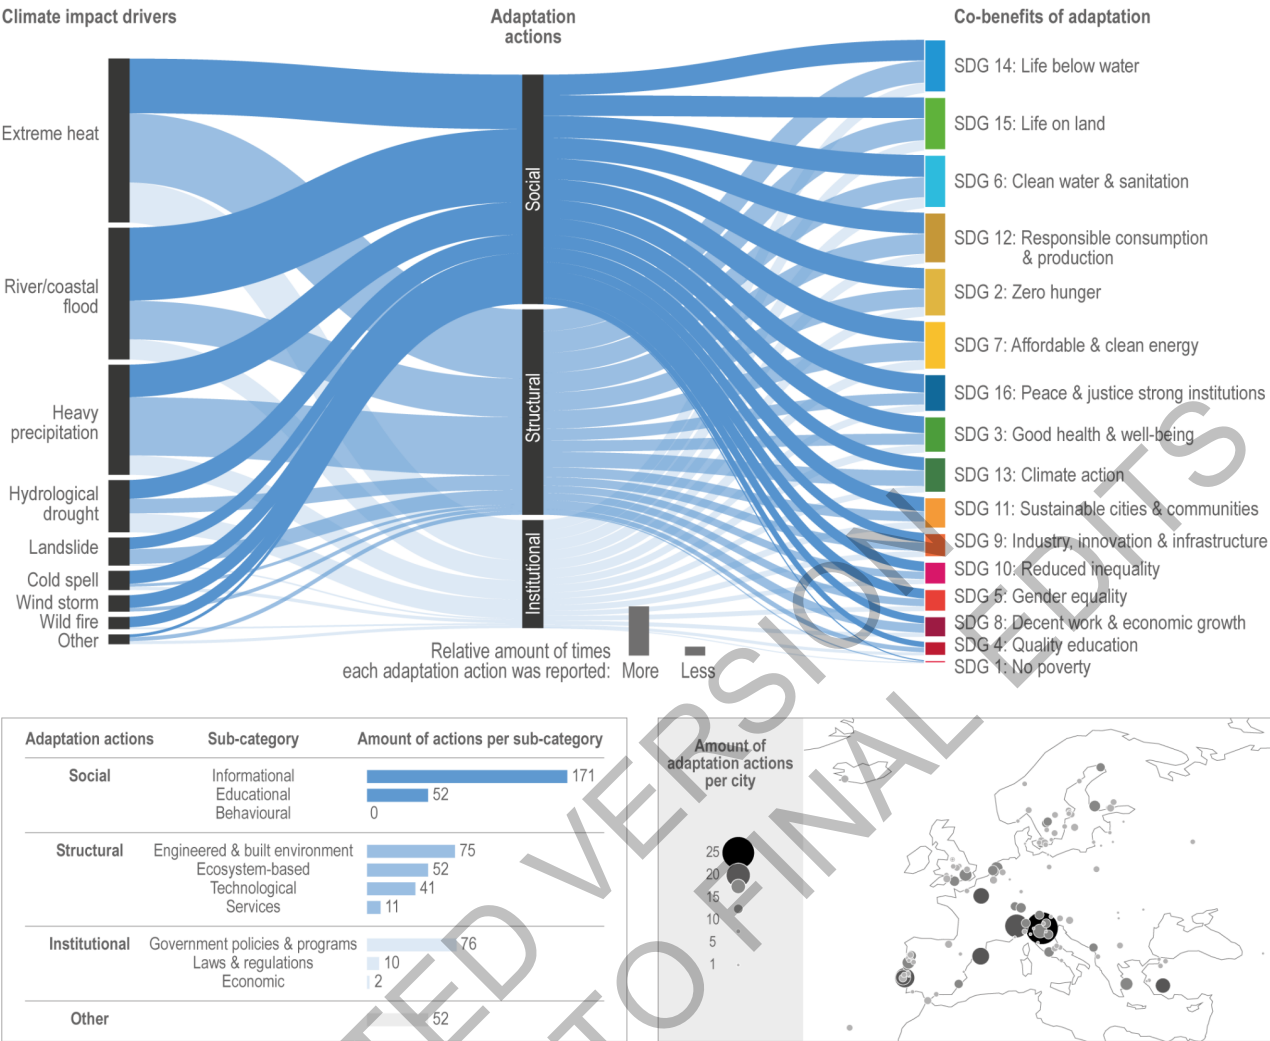 Climate impact drivers
Adaptation
actions
Co-benefits of adaptation
Extreme heat
River/coastal
flood
Heavy
precipitation
Hydrological
drought
Landslide
Cold spell
Wind storm
Wild fire
Other
Social
Structural
Institutional
SDG 14: Life below water
SDG 15: Life on land
SDG 6: Clean water & sanitation
SDG 12: Responsible consumption
& production
SDG 2: Zero hunger
SDG 7: Affordable & clean energy
SDG 16: Peace & justice strong institutions
SDG 3: Good health & well-being
SDG 13: Climate action
SDG 11: Sustainable cities & communities
SDG 9: Industry, innovation & infrastructure
SDG 10: Reduced inequality
SDG 5: Gender equality
SDG 8: Decent work & economic growth
SDG 4: Quality education
SDG 1: No poverty
Relative amount of times
each adaptation action was reported: More Less
Adaptation actions Sub-category Amount of actions per sub-category
Social Informational 171
Educational 52
Behavioural 0
Structural Engineered & built environment 75
Ecosystem-based 52
Technological 41
Services 11
Institutional Government policies & programs 76
Laws & regulations 10
Economic 2
Other 52
Amount of
adaptation actions
per city
25
20
15
10
5
1
TED VERSION
TO FINAL EDITS